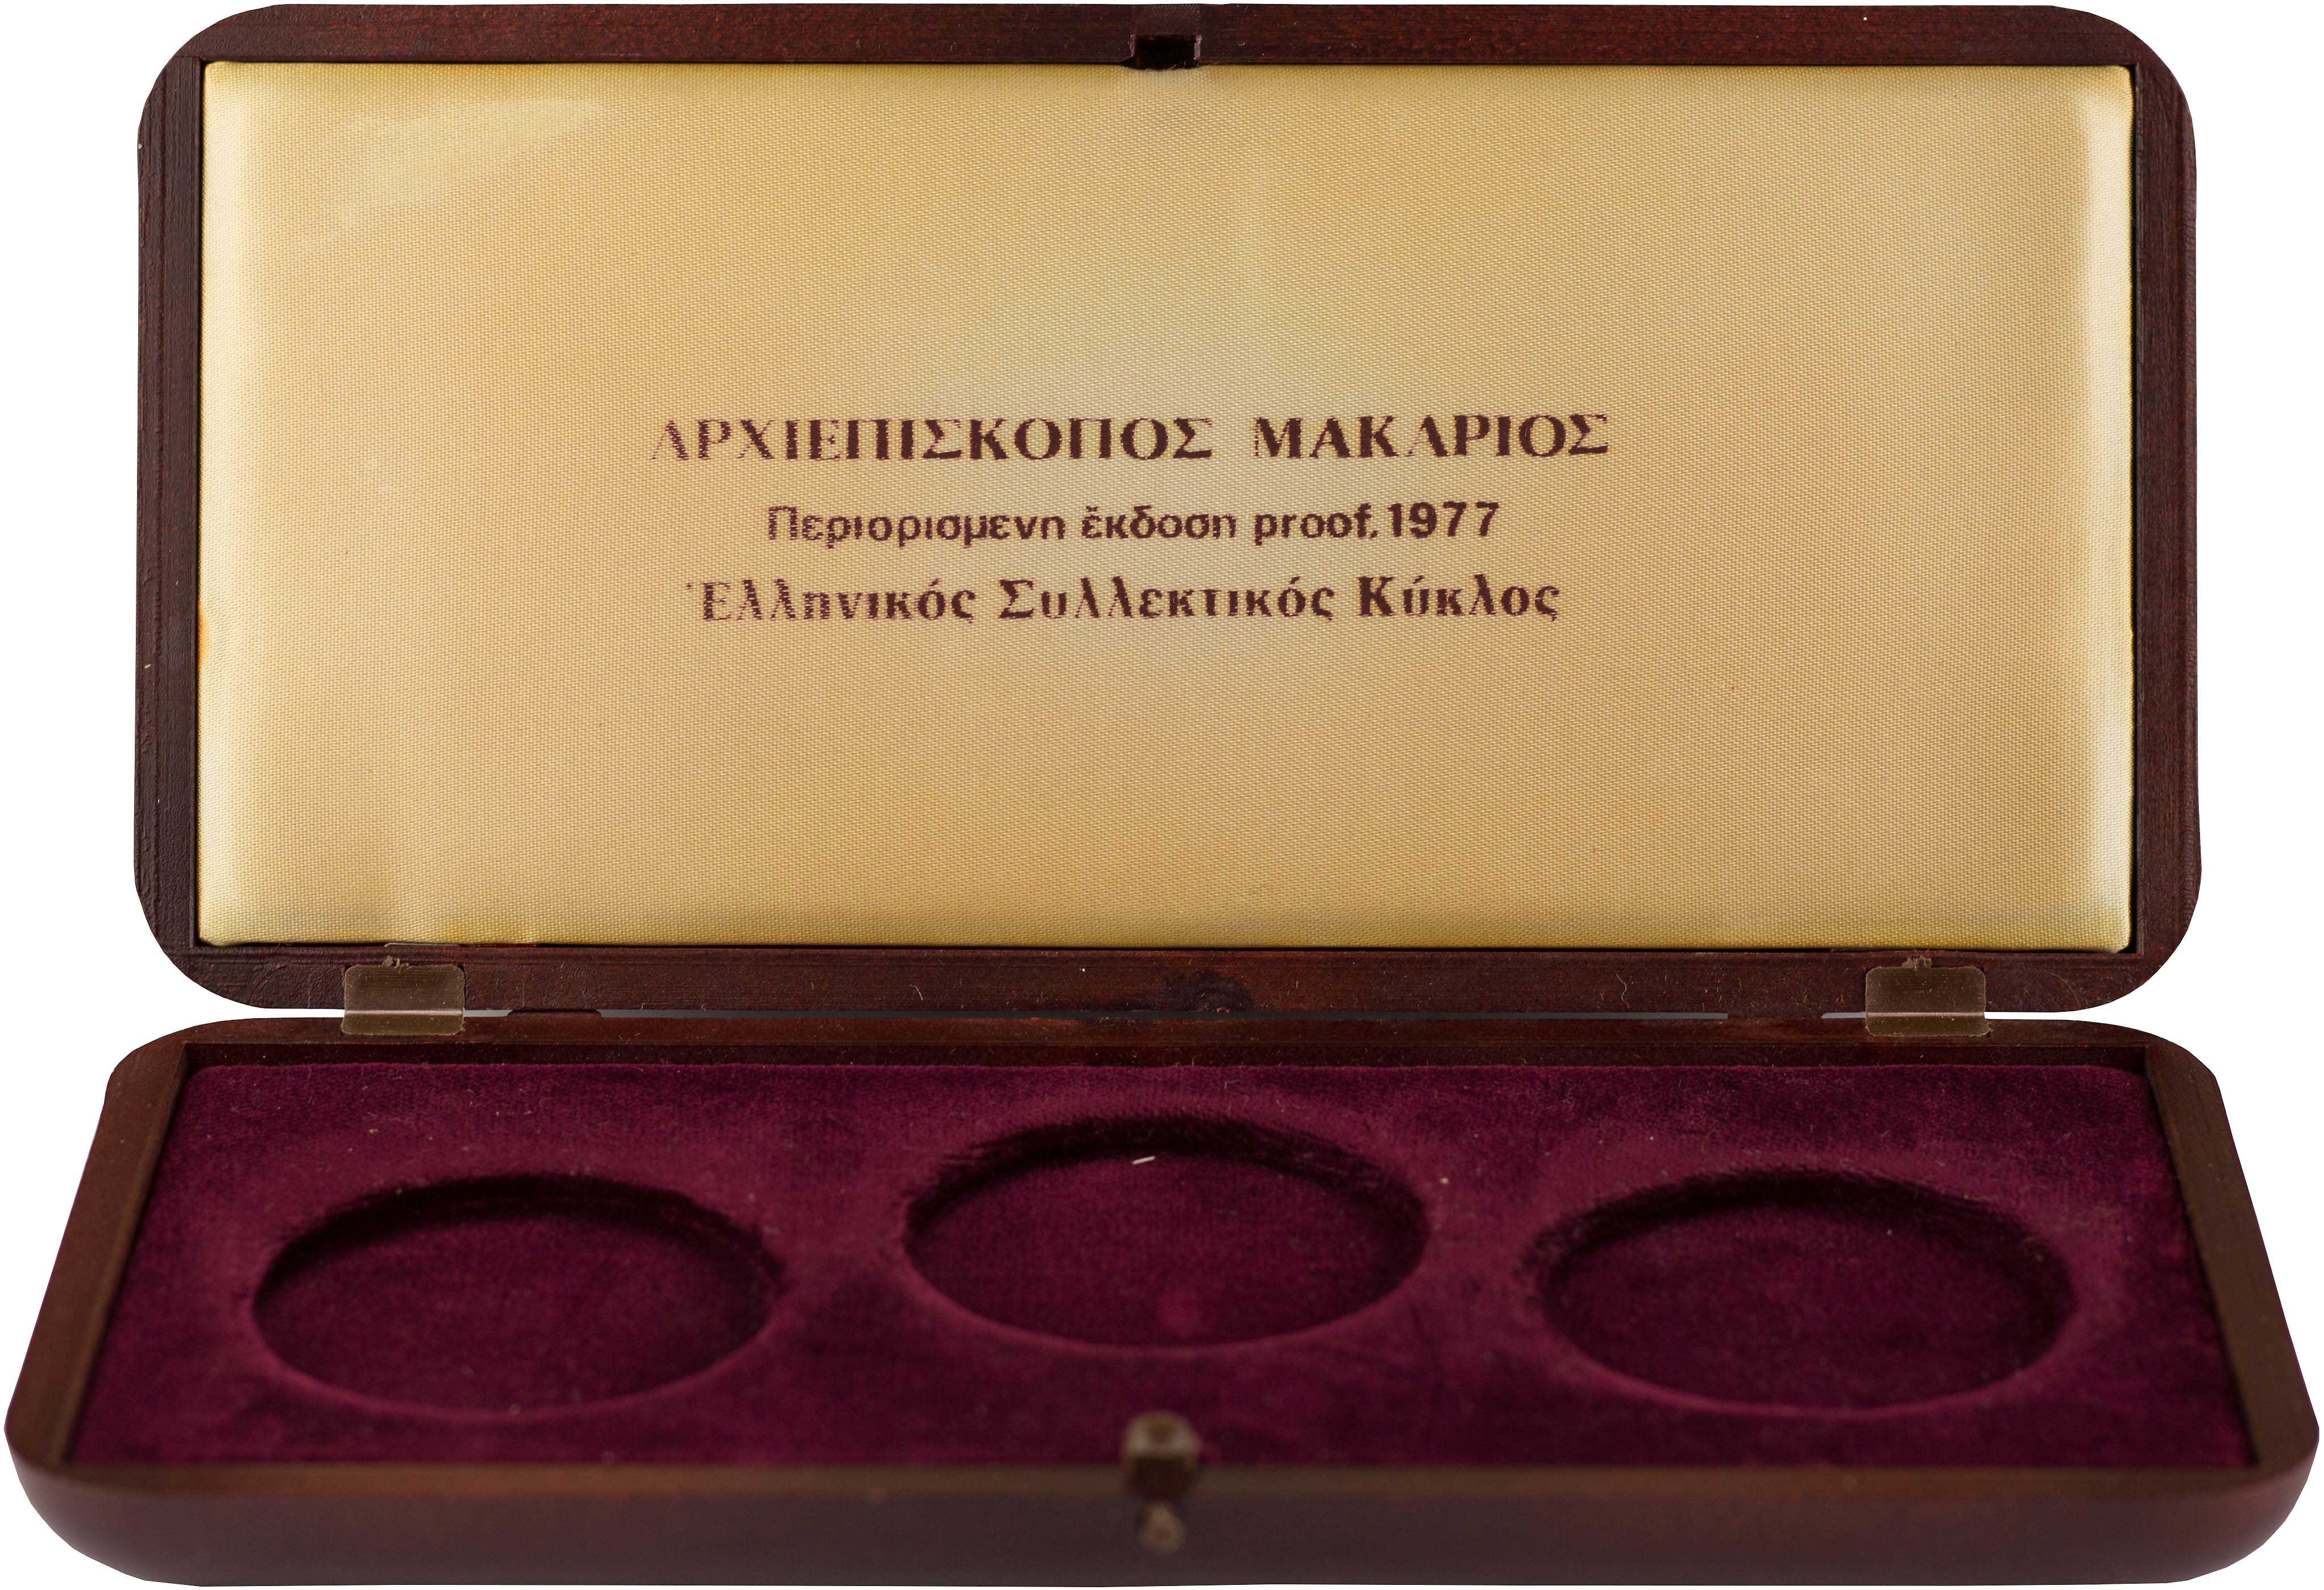 ΑΡΧΙΕΠΙΣΚΟΠΟΣ ΜΑΚΑΡΙΟΣ
Περιορισμενη ἔκδοση proof, 1977
Ἑλληνικός Συλλεκτικός Κύκλος